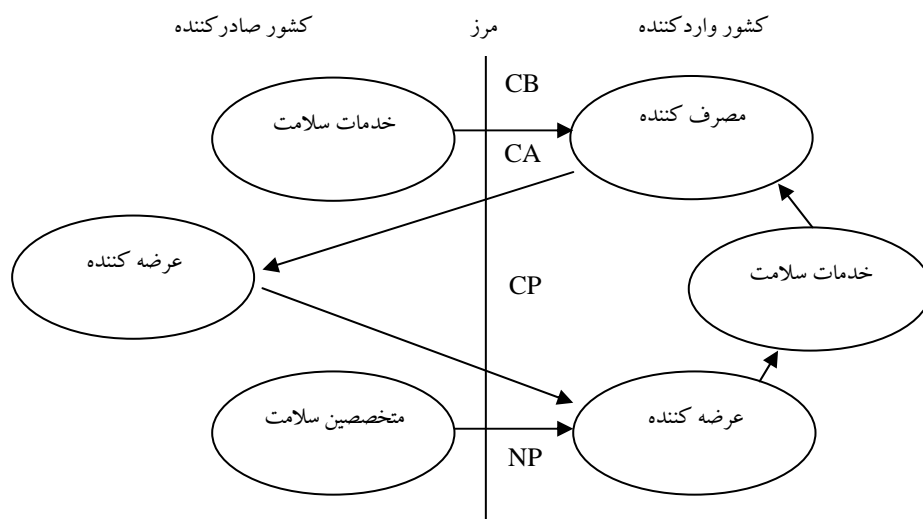 کشور واردکننده
مرز
کشور صادرکننده
CB
مصرف کننده
خدمات سلامت
CA
عرضه کننده
CP
خدمات سلامت
متخصصین سلامت
عرضه کننده
NP